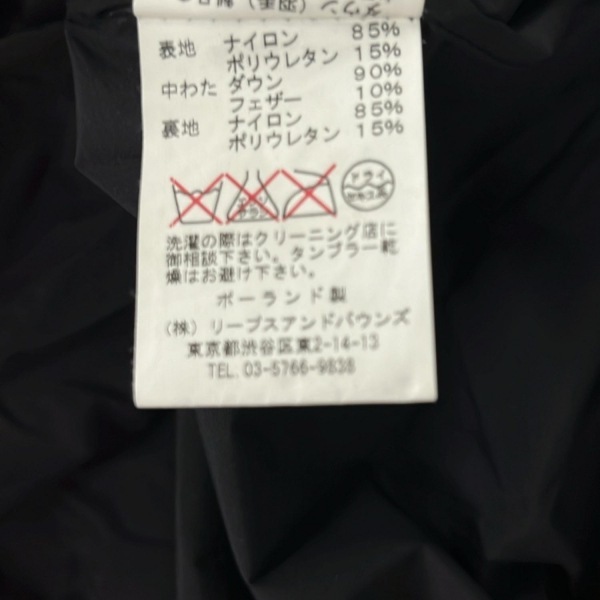 表地 ナイロン 85%
ポリウレタン 15%
中わた ダウン 90%
フェザー 10%
裏地 ナイロン 85%
ポリウレタン 15%
ドライ
セキユ系
洗濯の際はクリーニング店に
御相談下さい。タンブラー乾
燥はお避け下さい。
ポーランド製
(株) リープスアンドバウンズ
東京都渋谷区東2-14-13
TEL. 03-5766-9838